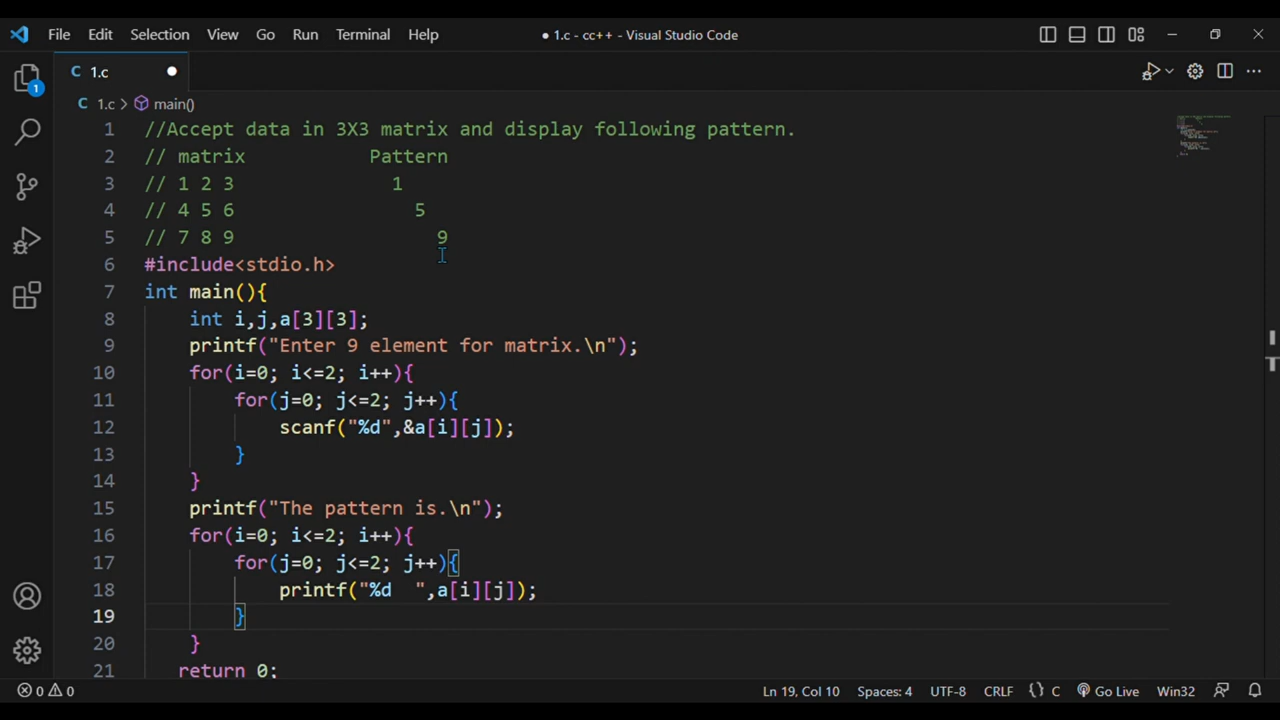 File Edit Selection View Go Run Terminal Help ● 1.c - cc++ - Visual Studio Code
C 1.c ●
1
C 1.c > main()
1 //Accept data in 3X3 matrix and display following pattern.
2 // matrix Pattern
3 // 1 2 3 1
4 // 4 5 6 5
5 // 7 8 9 9
6 #include<stdio.h>
7 int main(){
8 int i,j,a[3][3];
9 printf("Enter 9 element for matrix.\n");
10 for(i=0; i<=2; i++){
11 for(j=0; j<=2; j++){
12 scanf("%d",&a[i][j]);
13 }
14 }
15 printf("The pattern is.\n");
16 for(i=0; i<=2; i++){
17 for(j=0; j<=2; j++){
18 printf("%d  ",a[i][j]);
19 }
20 }
21 return 0;
0 0 Ln 19, Col 10 Spaces: 4 UTF-8 CRLF {} C Go Live Win32